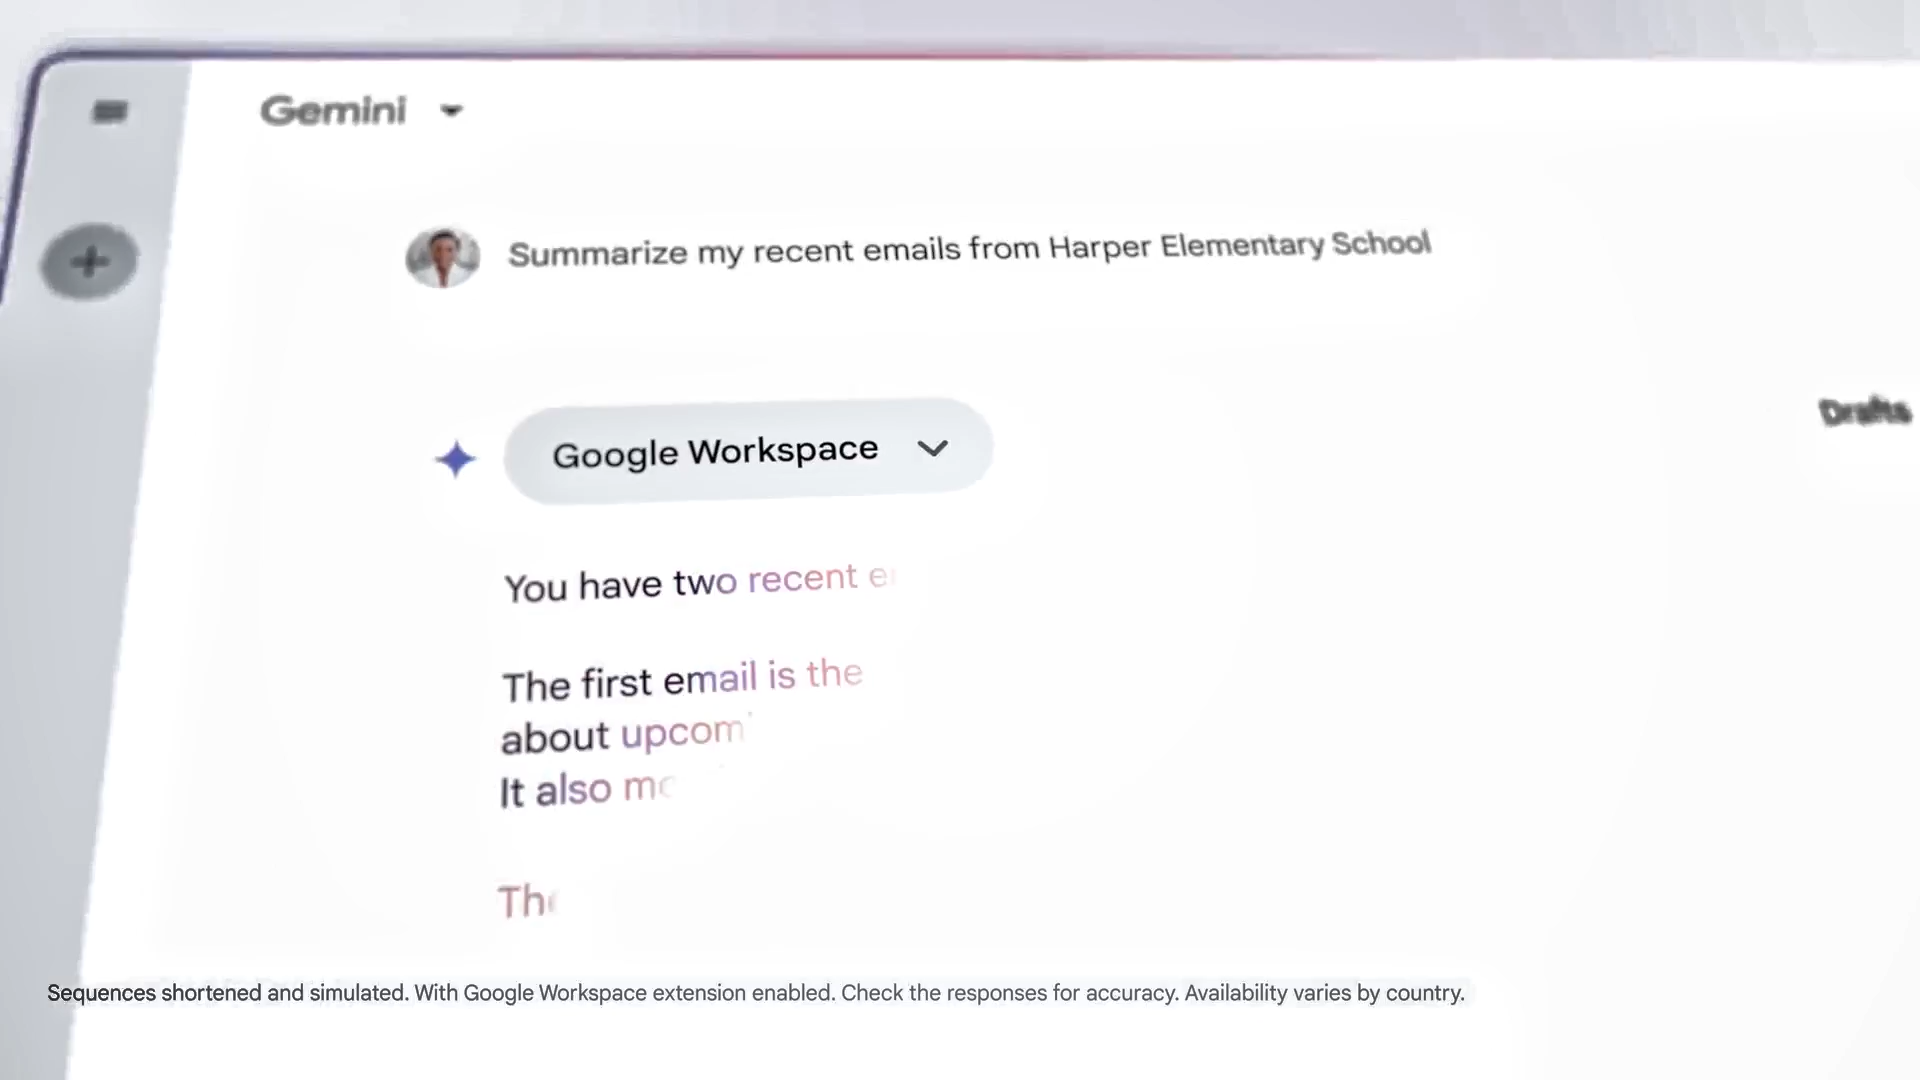 Gemini
Summarize my recent emails from Harper Elementary School
Drafts
Google Workspace
You have two recent
The first email is the
about upcom
It also
Sequences shortened and simulated. With Google Workspace extension enabled. Check the responses for accuracy. Availability varies by country.